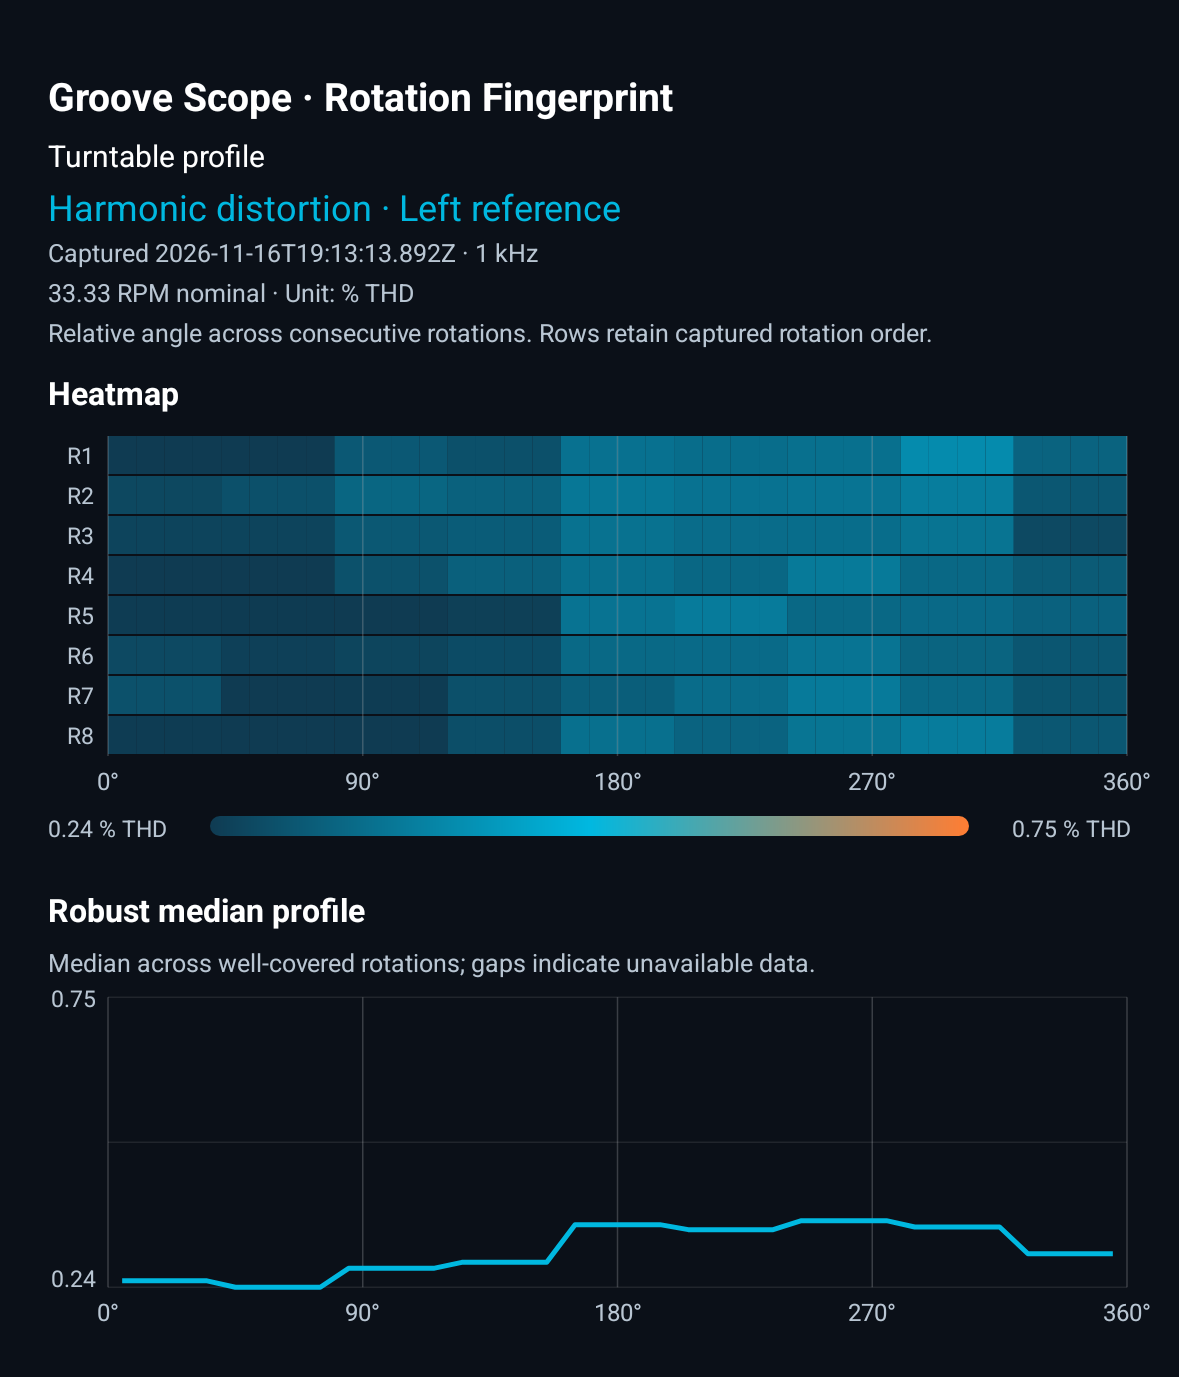 Groove Scope · Rotation Fingerprint
Turntable profile
Harmonic distortion · Left reference
Captured 2026-11-16T19:13:13.892Z · 1 kHz
33.33 RPM nominal · Unit: % THD
Relative angle across consecutive rotations. Rows retain captured rotation order.
Heatmap
R1
R2
R3
R4
R5
R6
R7
R8
0° 90° 180° 270° 360°
0.24 % THD 0.75 % THD
Robust median profile
Median across well-covered rotations; gaps indicate unavailable data.
0.75
0.24
0° 90° 180° 270° 360°